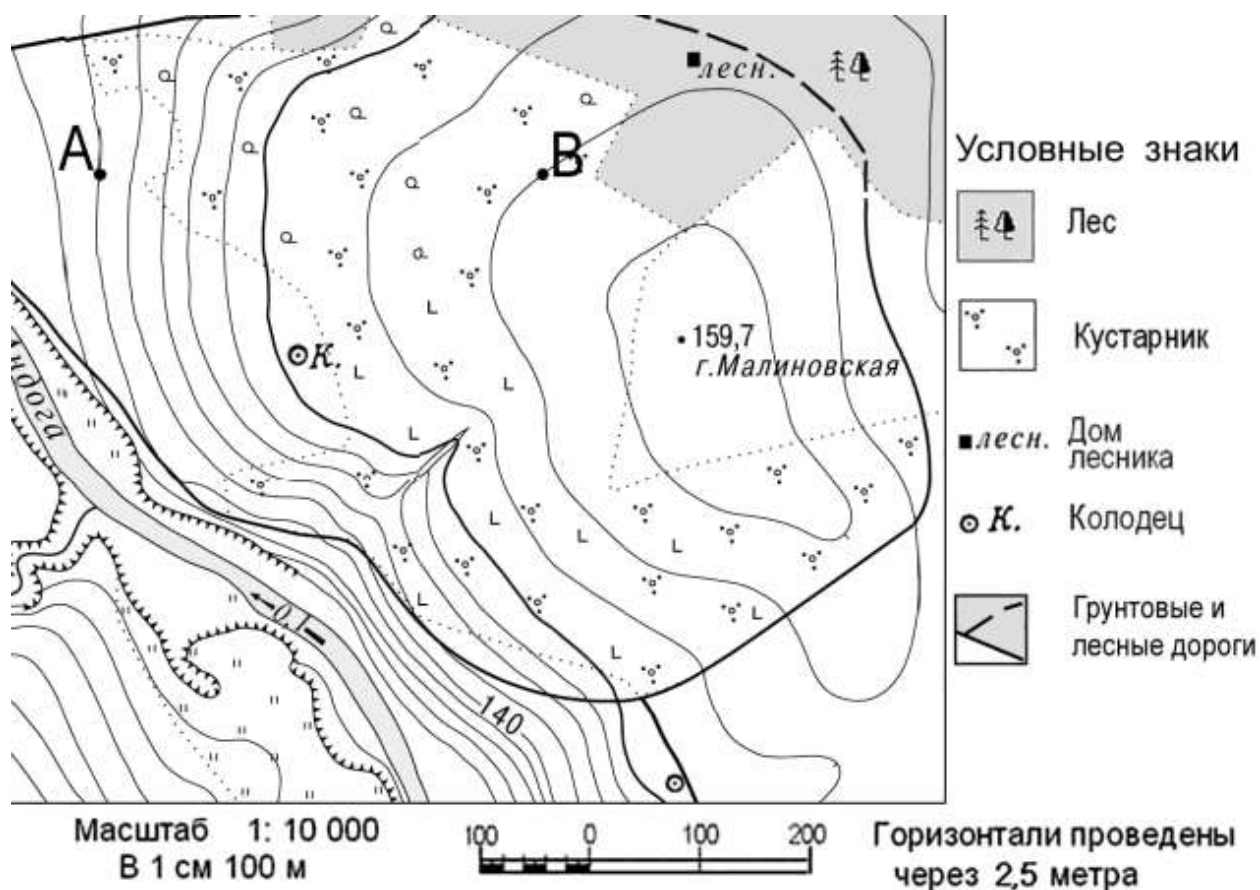 лесн.
А
В
159,7
г.Малиновская
К.
0,1
140
Условные знаки
Лес
Кустарник
лесн. Дом
лесника
К. Колодец
Грунтовые и
лесные дороги
Масштаб 1: 10 000
В 1 см 100 м
100 0 100 200
Горизонтали проведены
через 2,5 метра